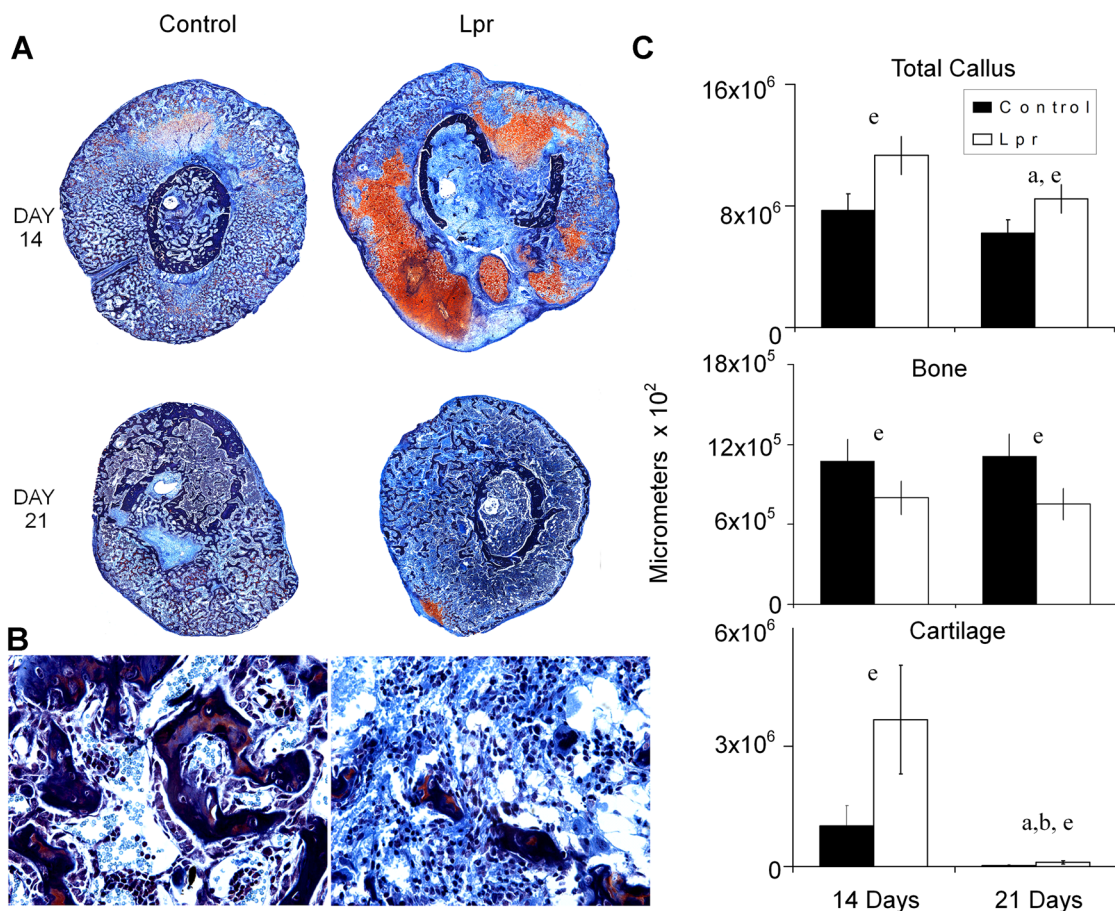 Control
Lpr
A
C
DAY
14
DAY
21
B
Total Callus
Control
Lpr
16x10⁶
8x10⁶
0
e
a, e
Bone
18x10⁵
12x10⁵
6x10⁵
0
e
e
Micrometers x 10²
Cartilage
6x10⁶
3x10⁶
0
e
a,b, e
14 Days
21 Days